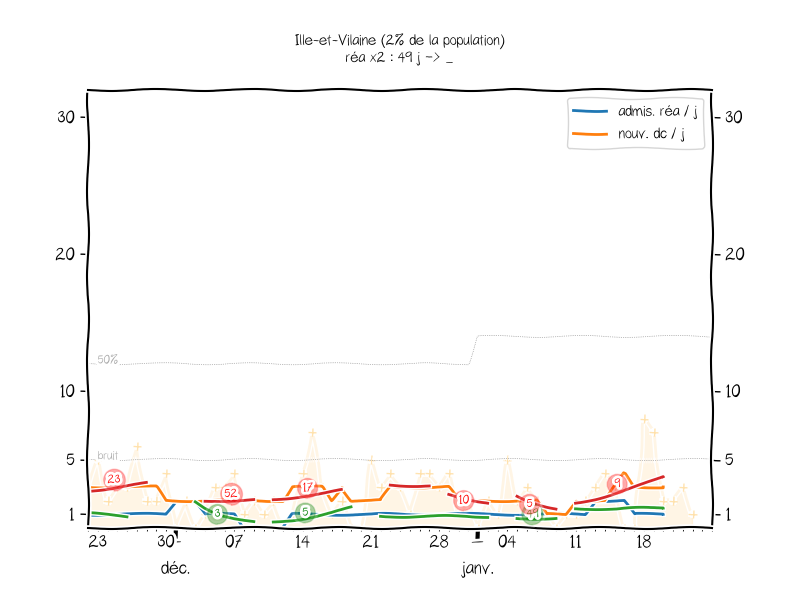 Ille-et-Vilaine (2% de la population)
réa x2 : 49 j -> _
admis. réa / j
nouv. dc / j
30 30
20 20
50%
10 10
bruit
5 5
23 52 17 10 5 9
3 5 49
1 1
23 30 07 14 21 28 04 11 18
déc. janv.